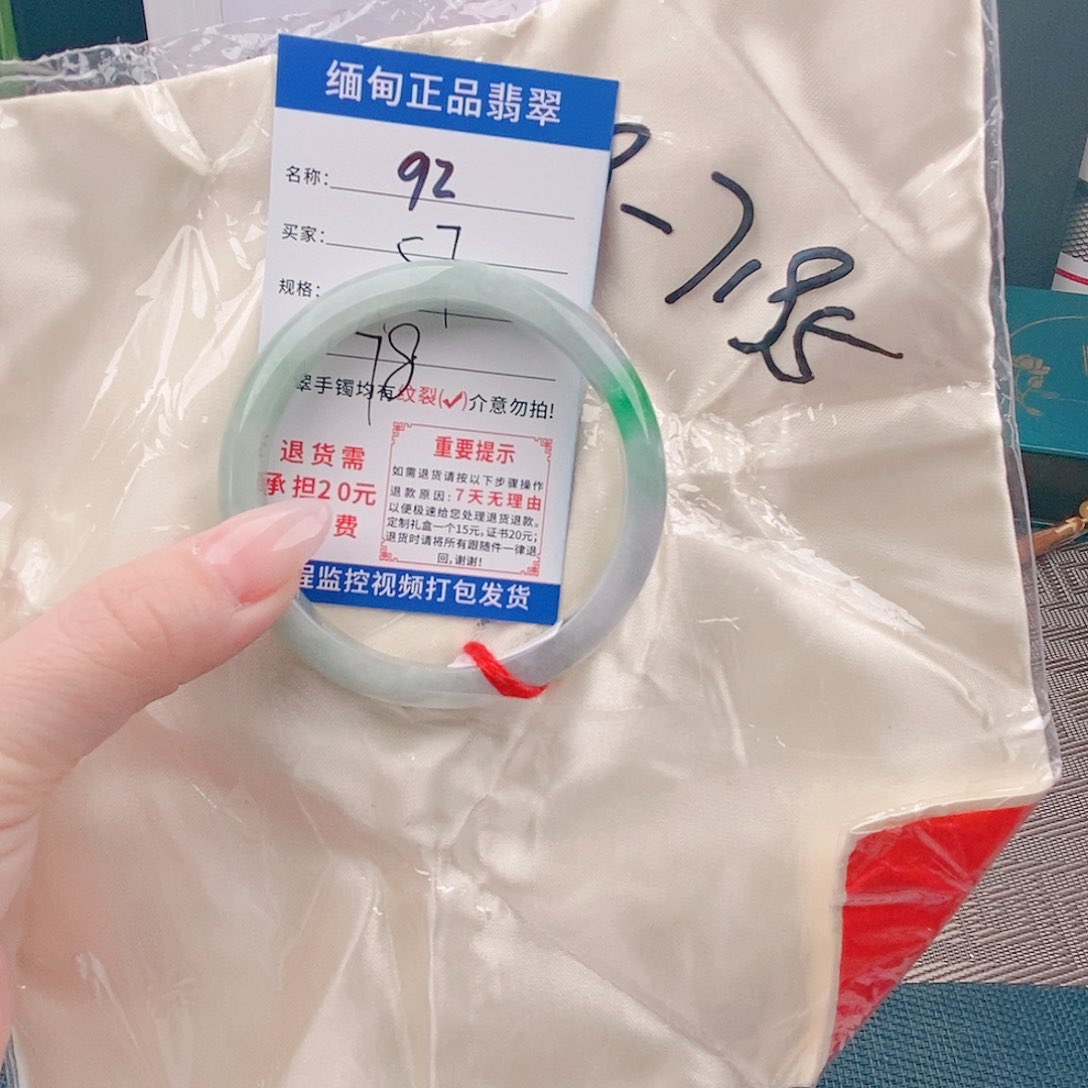 缅甸正品翡翠
名称: 92
买家: 57
规格:
78
翠手镯均有纹裂(✓)介意勿拍!
退货需
承担20元
费
重要提示
如需退货请按以下步骤操作
退款原因:7天无理由
以便极速给您处理退货退款。
定制礼盒一个15元,证书20元;
退货时请将所有跟随件一律退
回,谢谢!
程监控视频打包发货